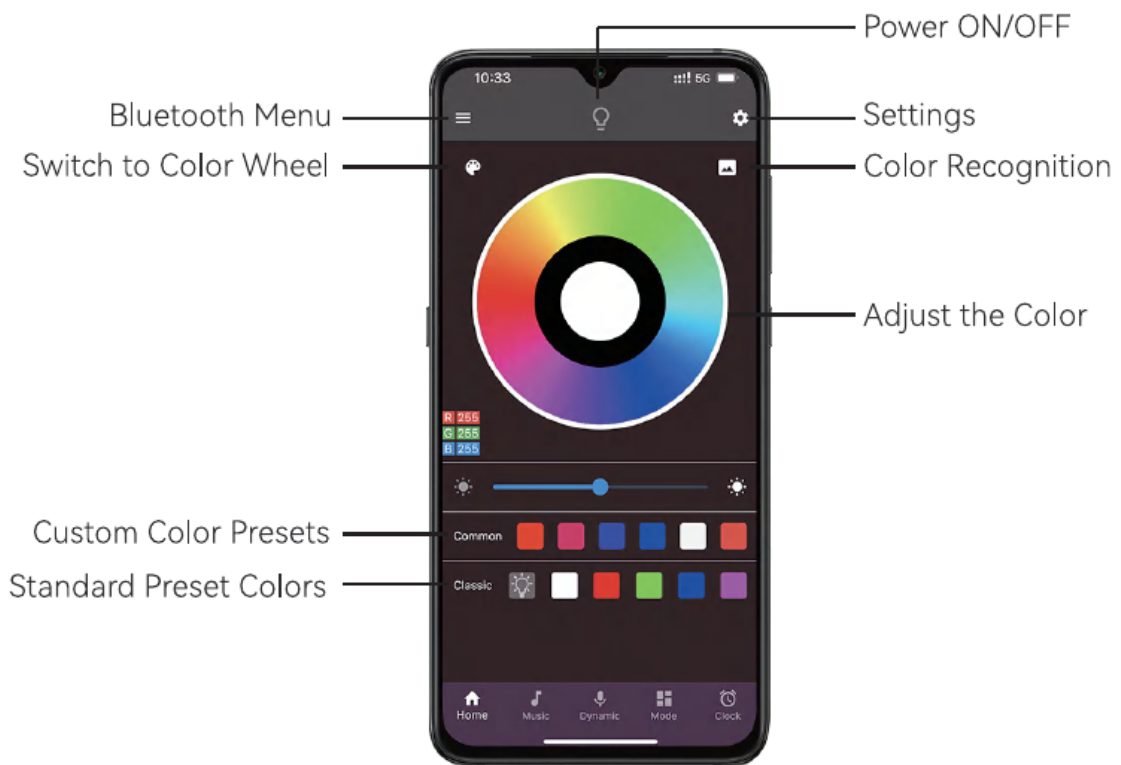 Power ON/OFF
10:33
5G
Bluetooth Menu
Settings
Switch to Color Wheel
Color Recognition
Adjust the Color
R 255
G 255
B 255
Custom Color Presets
Common
Standard Preset Colors
Classic
Home Music Dynamic Mode Clock